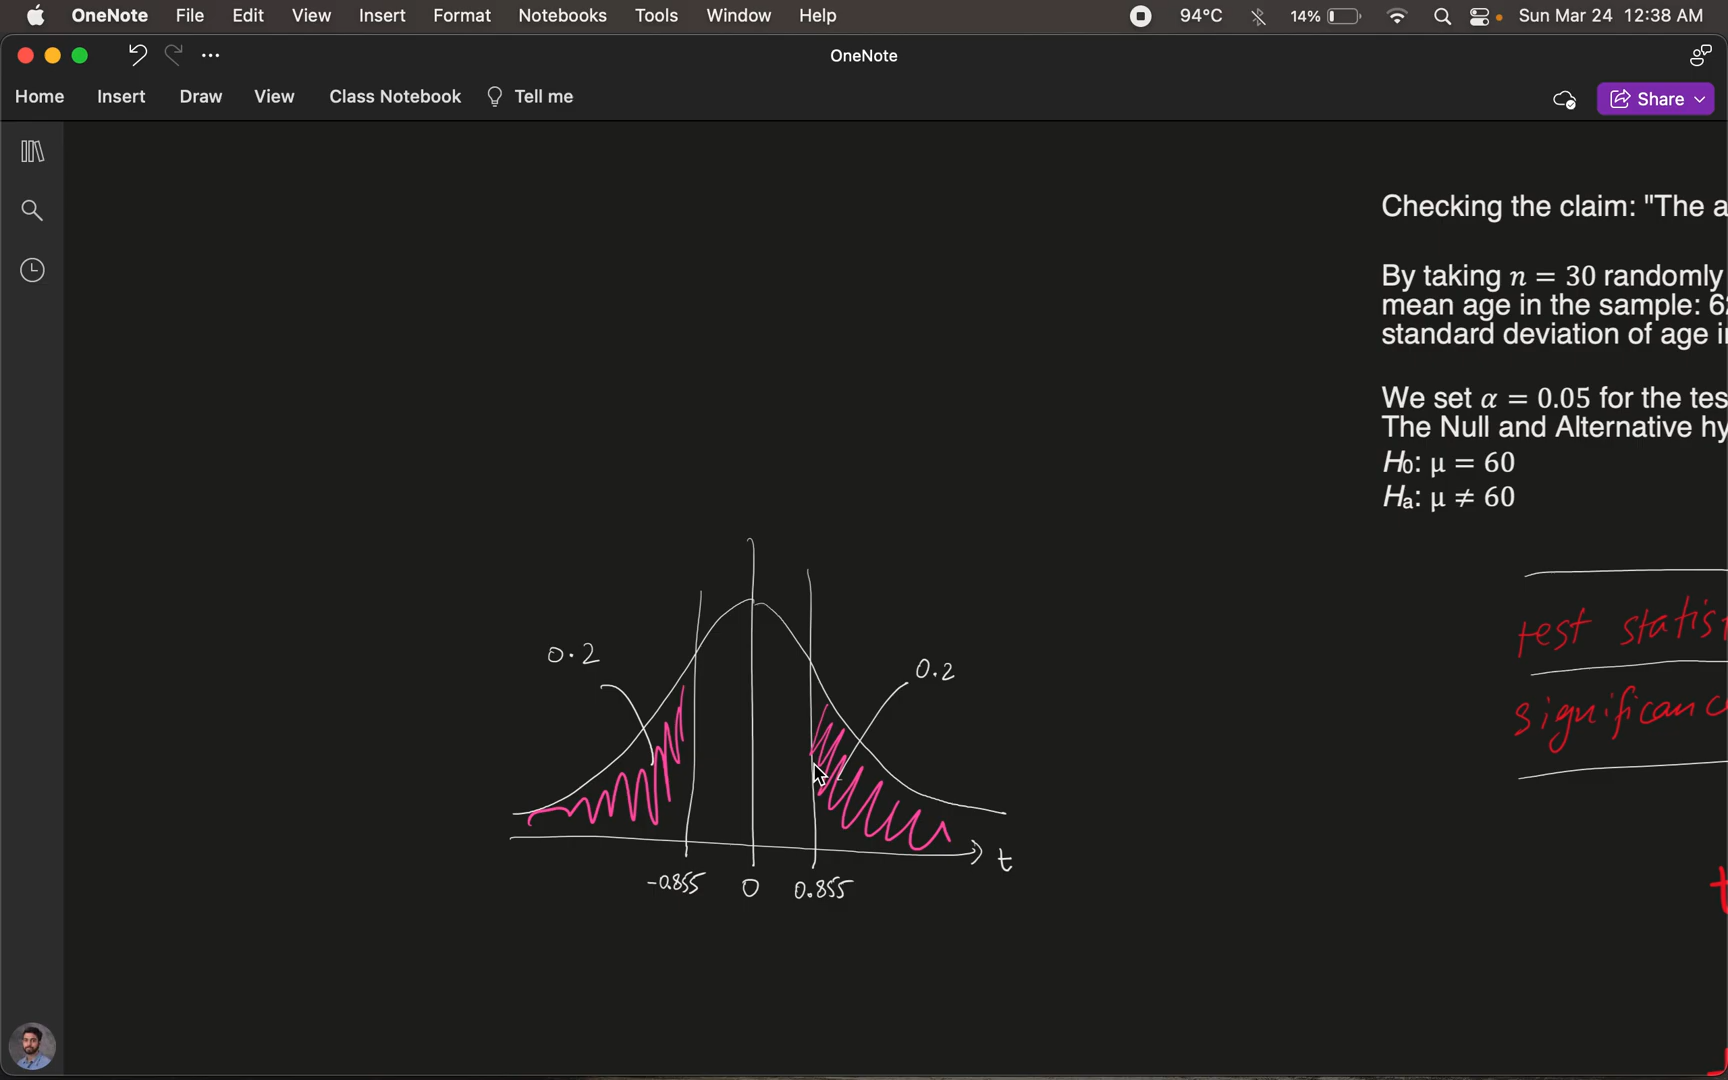 OneNote File Edit View Insert Format Notebooks Tools Window Help 94°C 14% Sun Mar 24 12:38 AM
OneNote
Home Insert Draw View Class Notebook Tell me Share
Checking the claim: "The a
By taking n = 30 randomly
mean age in the sample: 6
standard deviation of age i
We set α = 0.05 for the tes
The Null and Alternative hy
H₀: μ = 60
Hₐ: μ ≠ 60
test statis
significanc
0.2
0.2
t
-0.855 0 0.855
t